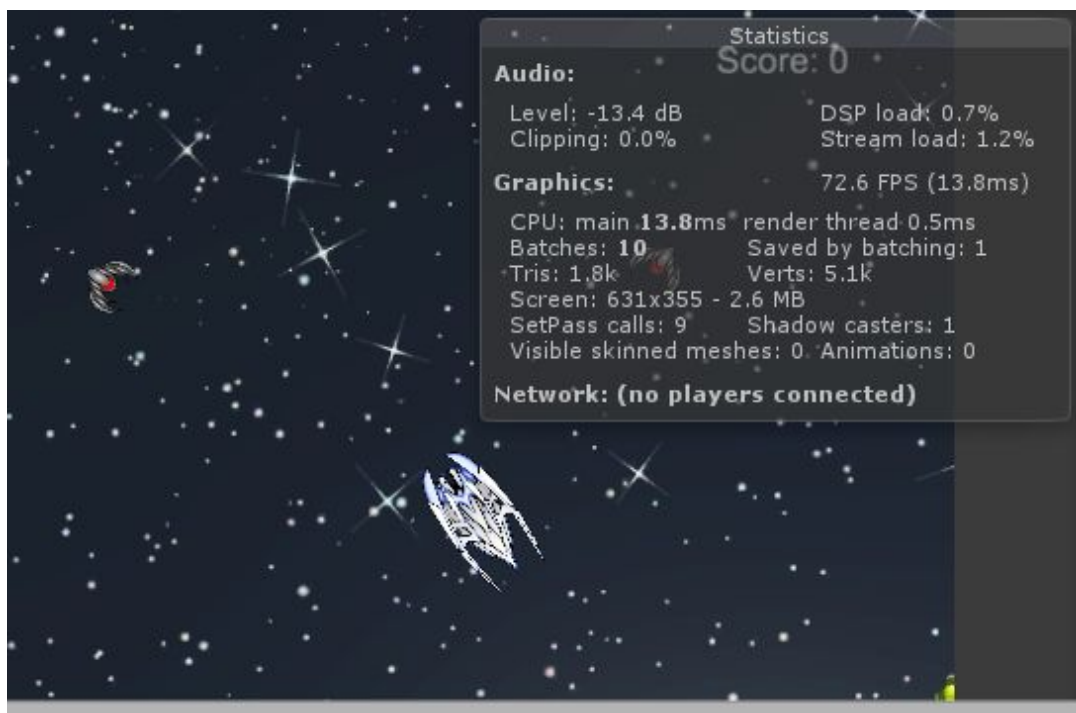 Statistics
Score: 0
Audio:
Level: -13.4 dB DSP load: 0.7%
Clipping: 0.0% Stream load: 1.2%
Graphics: 72.6 FPS (13.8ms)
CPU: main 13.8ms render thread 0.5ms
Batches: 10 Saved by batching: 1
Tris: 1.8k Verts: 5.1k
Screen: 631x355 - 2.6 MB
SetPass calls: 9 Shadow casters: 1
Visible skinned meshes: 0 Animations: 0
Network: (no players connected)